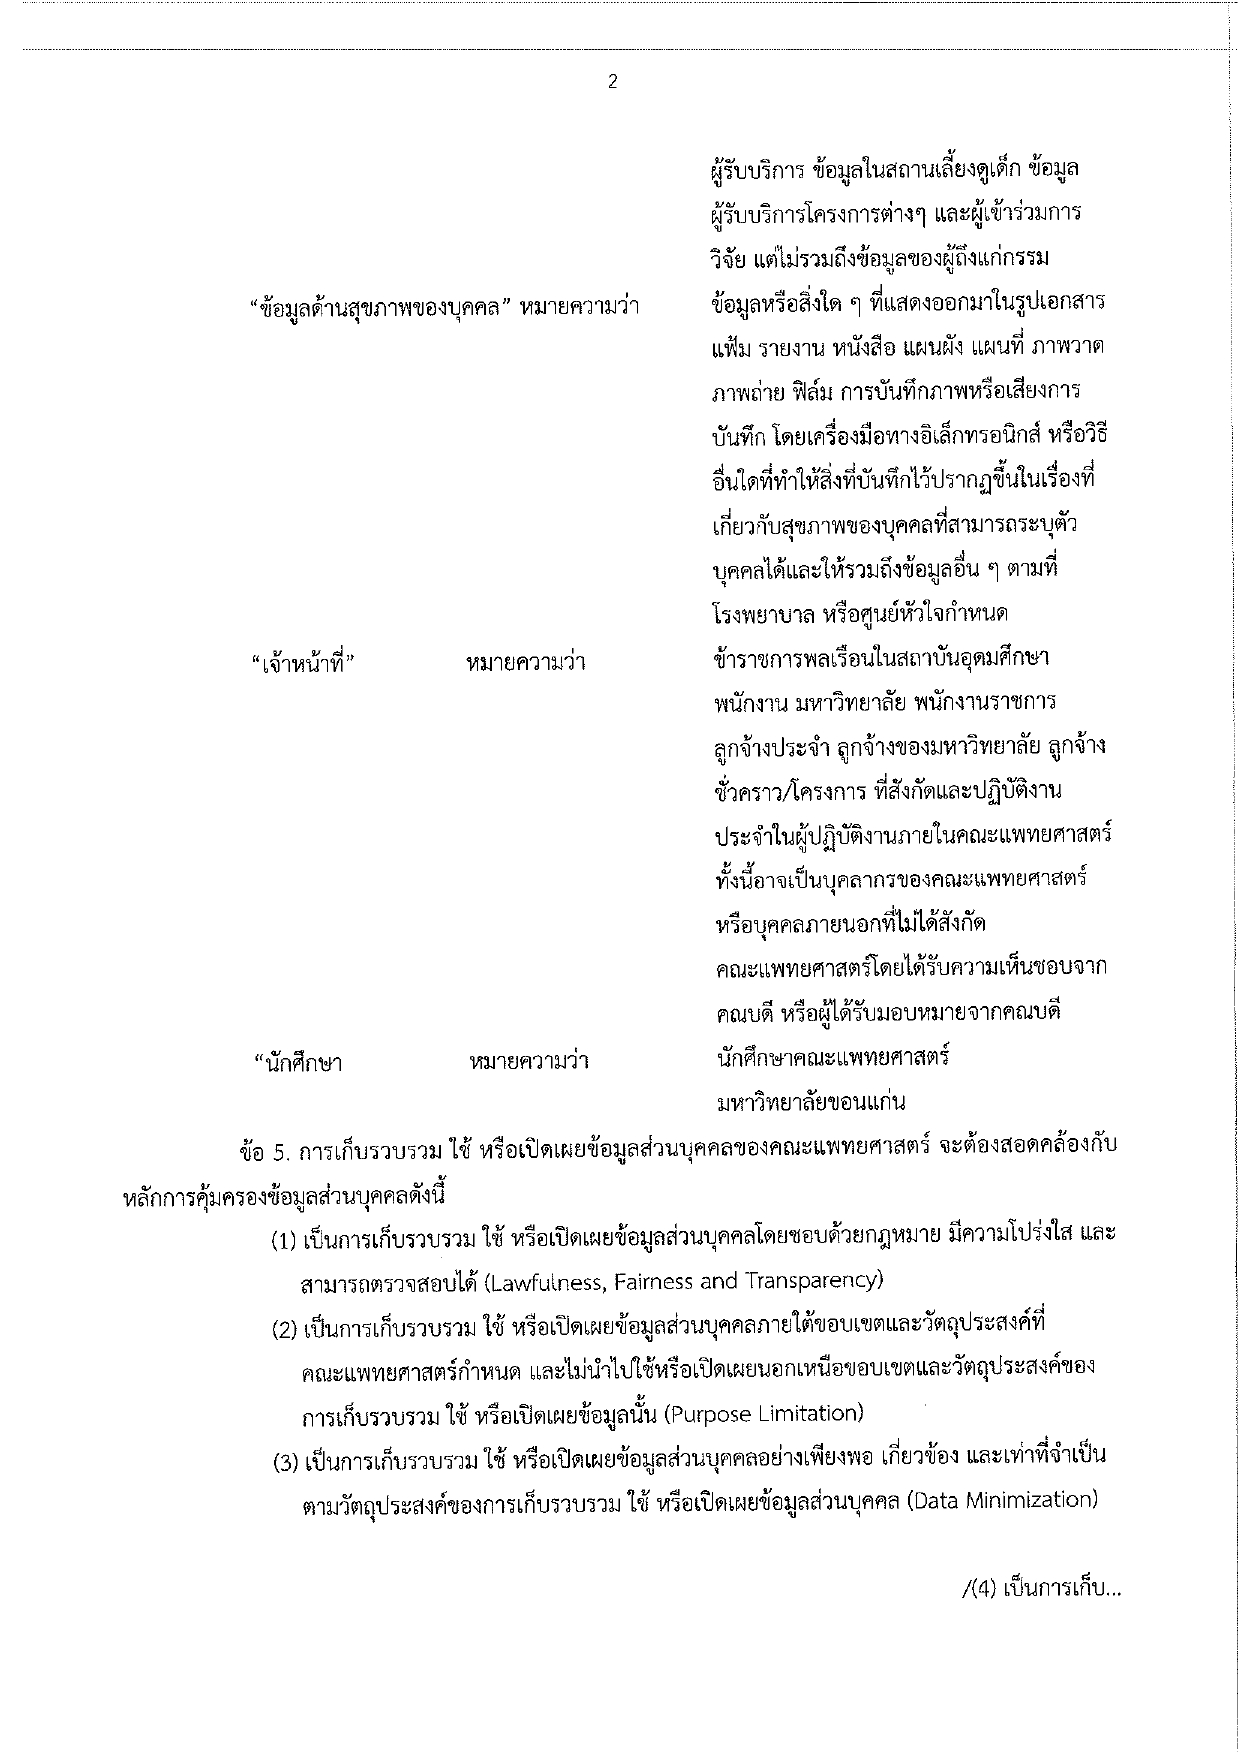 2
ผู้รับบริการ ข้อมูลในสถานเลี้ยงดูเด็ก ข้อมูล
ผู้รับบริการโครงการต่างๆ และผู้เข้าร่วมการ
วิจัย แต่ไม่รวมถึงข้อมูลของผู้ถึงแก่กรรม
“ข้อมูลด้านสุขภาพของบุคคล” หมายความว่า ข้อมูลหรือสิ่งใด ๆ ที่แสดงออกมาในรูปเอกสาร
แฟ้ม รายงาน หนังสือ แผนผัง แผนที่ ภาพวาด
ภาพถ่าย ฟิล์ม การบันทึกภาพหรือเสียงการ
บันทึก โดยเครื่องมือทางอิเล็กทรอนิกส์ หรือวิธี
อื่นใดที่ทำให้สิ่งที่บันทึกไว้ปรากฏขึ้นในเรื่องที่
เกี่ยวกับสุขภาพของบุคคลที่สามารถระบุตัว
บุคคลได้และให้รวมถึงข้อมูลอื่น ๆ ตามที่
โรงพยาบาล หรือศูนย์หัวใจกำหนด
“เจ้าหน้าที่” หมายความว่า ข้าราชการพลเรือนในสถาบันอุดมศึกษา
พนักงาน มหาวิทยาลัย พนักงานราชการ
ลูกจ้างประจำ ลูกจ้างของมหาวิทยาลัย ลูกจ้าง
ชั่วคราว/โครงการ ที่สังกัดและปฏิบัติงาน
ประจำในผู้ปฏิบัติงานภายในคณะแพทยศาสตร์
ทั้งนี้อาจเป็นบุคลากรของคณะแพทยศาสตร์
หรือบุคคลภายนอกที่ไม่ได้สังกัด
คณะแพทยศาสตร์โดยได้รับความเห็นชอบจาก
คณบดี หรือผู้ได้รับมอบหมายจากคณบดี
“นักศึกษา หมายความว่า นักศึกษาคณะแพทยศาสตร์
มหาวิทยาลัยขอนแก่น
ข้อ 5. การเก็บรวบรวม ใช้ หรือเปิดเผยข้อมูลส่วนบุคคลของคณะแพทยศาสตร์ จะต้องสอดคล้องกับ
หลักการคุ้มครองข้อมูลส่วนบุคคลดังนี้
(1) เป็นการเก็บรวบรวม ใช้ หรือเปิดเผยข้อมูลส่วนบุคคลโดยชอบด้วยกฎหมาย มีความโปร่งใส และ
สามารถตรวจสอบได้ (Lawfulness, Fairness and Transparency)
(2) เป็นการเก็บรวบรวม ใช้ หรือเปิดเผยข้อมูลส่วนบุคคลภายใต้ขอบเขตและวัตถุประสงค์ที่
คณะแพทยศาสตร์กำหนด และไม่นำไปใช้หรือเปิดเผยนอกเหนือขอบเขตและวัตถุประสงค์ของ
การเก็บรวบรวม ใช้ หรือเปิดเผยข้อมูลนั้น (Purpose Limitation)
(3) เป็นการเก็บรวบรวม ใช้ หรือเปิดเผยข้อมูลส่วนบุคคลอย่างเพียงพอ เกี่ยวข้อง และเท่าที่จำเป็น
ตามวัตถุประสงค์ของการเก็บรวบรวม ใช้ หรือเปิดเผยข้อมูลส่วนบุคคล (Data Minimization)
/(4) เป็นการเก็บ...